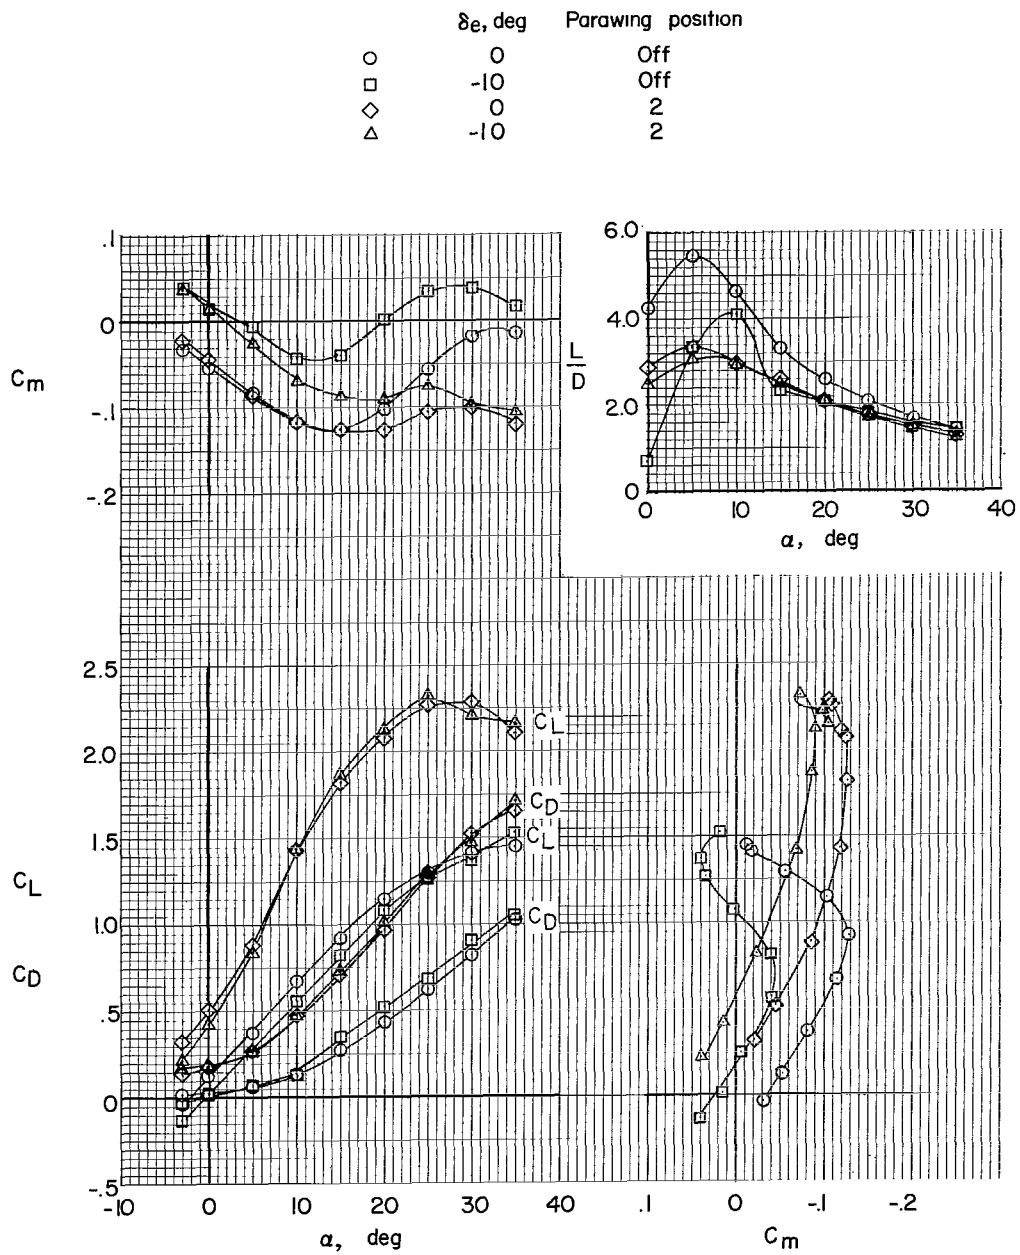 δe, deg Parawing position
0 Off
-10 Off
0 2
-10 2
.1
0
-.1
-.2
Cm
6.0
4.0
2.0
0
L
D
0 10 20 30 40
α, deg
2.5
2.0
1.5
1.0
.5
0
-.5
CL
CD
CL
CD
CL
CD
-10 0 10 20 30 40
α, deg
.1 0 -.1 -.2
Cm